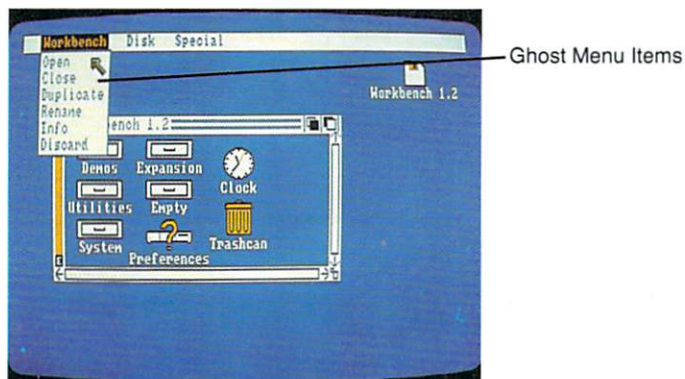 Workbench Disk Special
Open
Close
Duplicate
Rename
Info
Discard
Ghost Menu Items
Workbench 1.2
ench 1.2
Demos Expansion Clock
Utilities Empty
System Preferences Trashcan